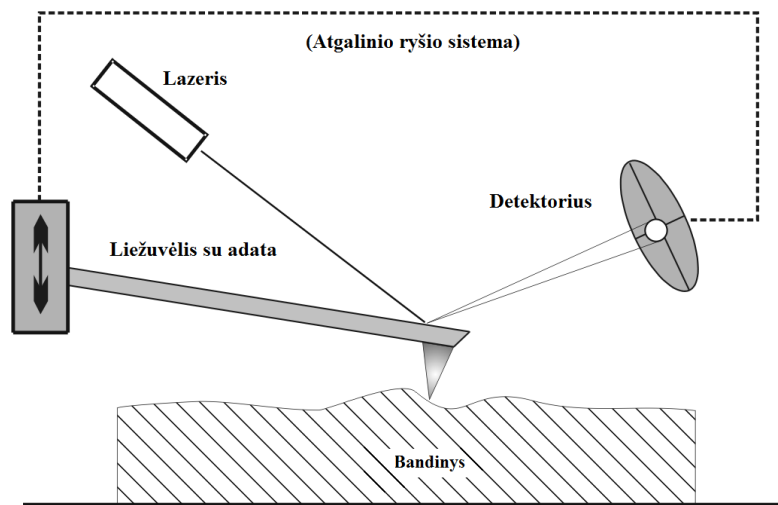 (Atgalinio ryšio sistema)
Lazeris
Detektorius
Liežuvėlis su adata
Bandinys